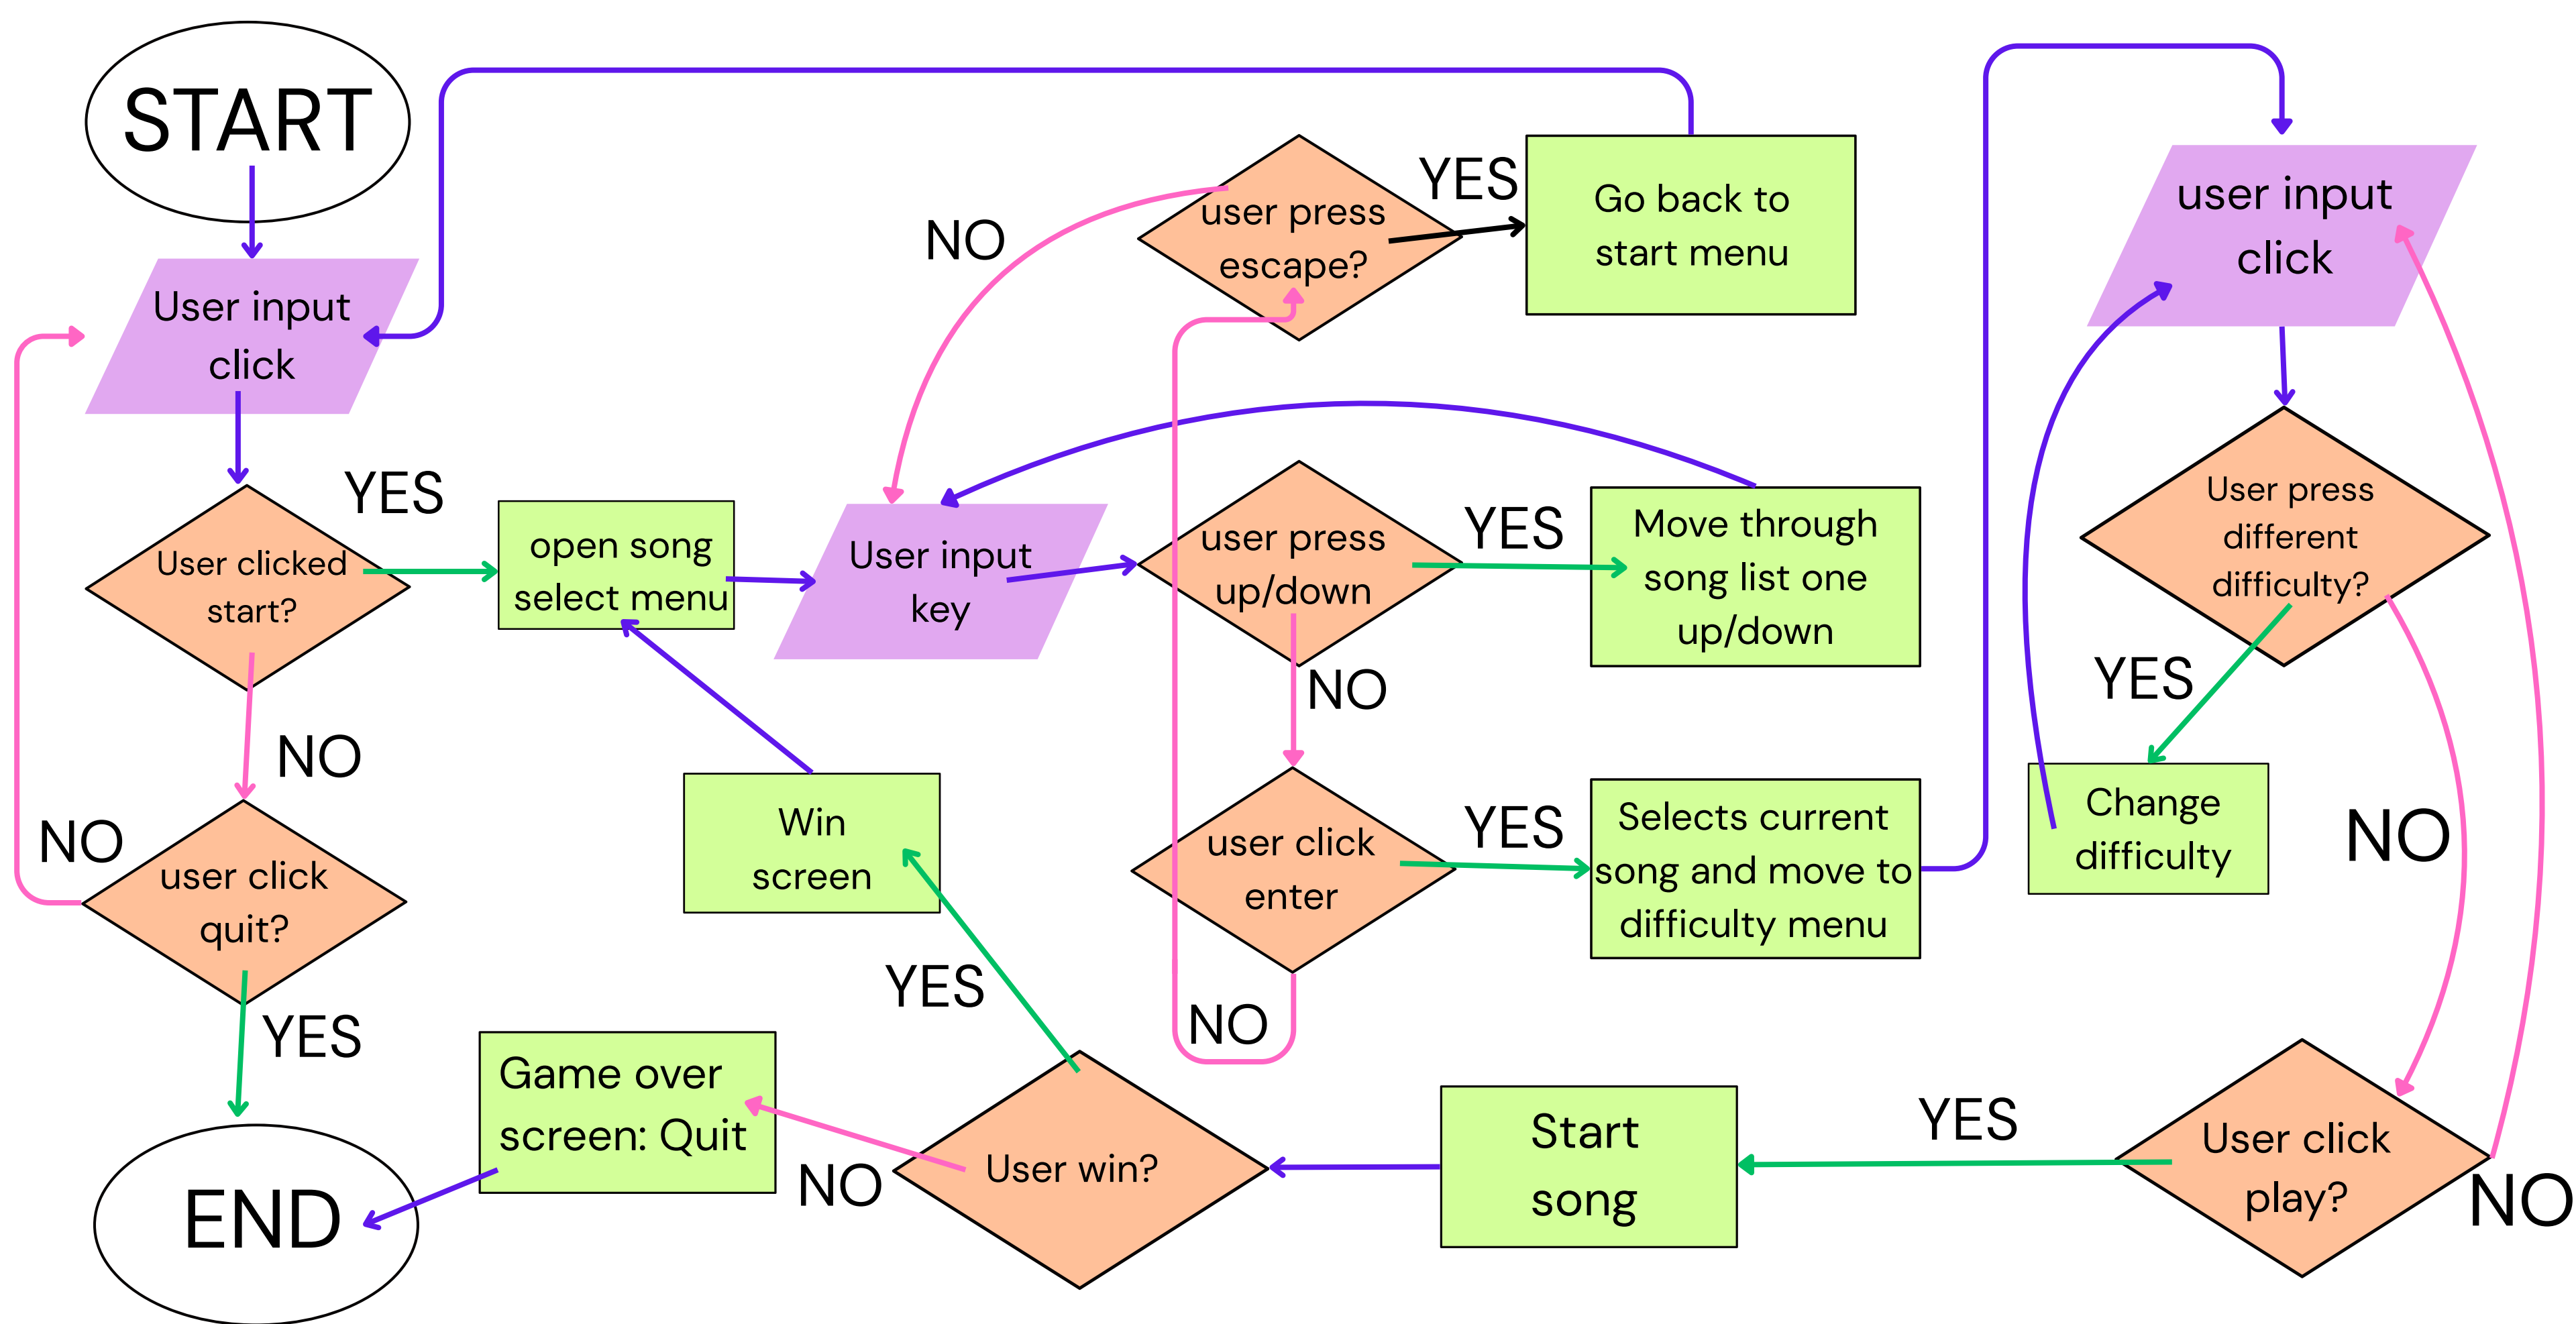 START
User input
click
YES
User clicked
start?
NO
NO
user click
quit?
YES
END
open song
select menu
User input
key
NO
user press
escape?
YES
Go back to
start menu
user press
up/down
YES
Move through
song list one
up/down
NO
user click
enter
YES
Selects current
song and move to
difficulty menu
NO
user input
click
User press
different
difficulty?
YES
Change
difficulty
NO
User click
play?
NO
YES
Start
song
User win?
YES
Win
screen
NO
Game over
screen: Quit